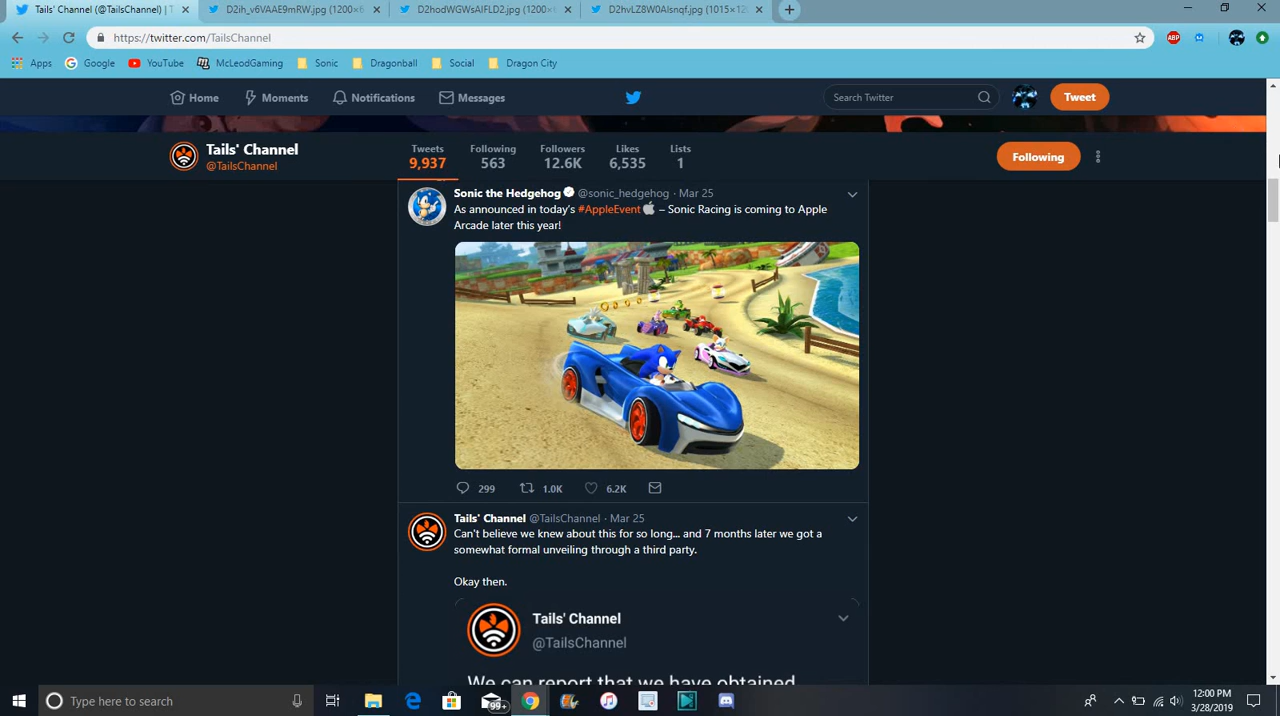 Tails' Channel (@TailsChannel) | T
D2ih_v6VAAE9mRW.jpg (1200×6
D2hodWGWsAIFLD2.jpg (1200×6
D2hvLZ8W0AIsnqf.jpg (1015×12
https://twitter.com/TailsChannel
ABP
Apps
Google
YouTube
McLeodGaming
Sonic
Dragonball
Social
Dragon City
Home
Moments
Notifications
Messages
Search Twitter
Tweet
Tails' Channel
@TailsChannel
Tweets
9,937
Following
563
Followers
12.6K
Likes
6,535
Lists
1
Following
Sonic the Hedgehog @sonic_hedgehog · Mar 25
As announced in today's #AppleEvent – Sonic Racing is coming to Apple
Arcade later this year!
299
1.0K
6.2K
Tails' Channel @TailsChannel · Mar 25
Can't believe we knew about this for so long... and 7 months later we got a
somewhat formal unveiling through a third party.
Okay then.
Tails' Channel
@TailsChannel
We can report that we have obtained
Type here to search
99+
12:00 PM
3/28/2019